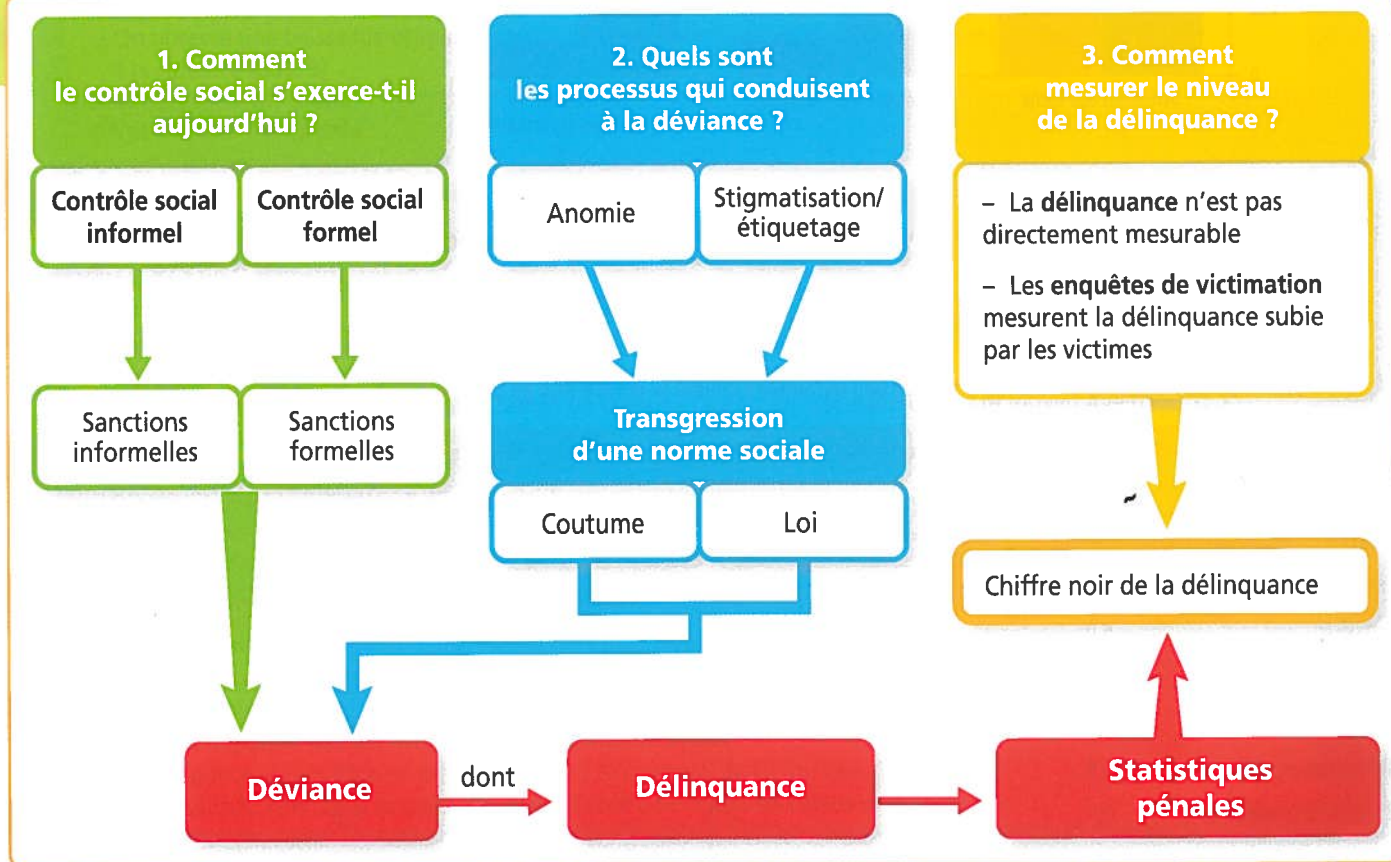 1. Comment
le contrôle social s'exerce-t-il
aujourd'hui ?
Contrôle social
informel
Contrôle social
formel
Sanctions
informelles
Sanctions
formelles
2. Quels sont
les processus qui conduisent
à la déviance ?
Anomie
Stigmatisation/
étiquetage
Transgression
d'une norme sociale
Coutume
Loi
3. Comment
mesurer le niveau
de la délinquance ?
– La délinquance n'est pas
directement mesurable
– Les enquêtes de victimation
mesurent la délinquance subie
par les victimes
Chiffre noir de la délinquance
Déviance
dont
Délinquance
Statistiques
pénales